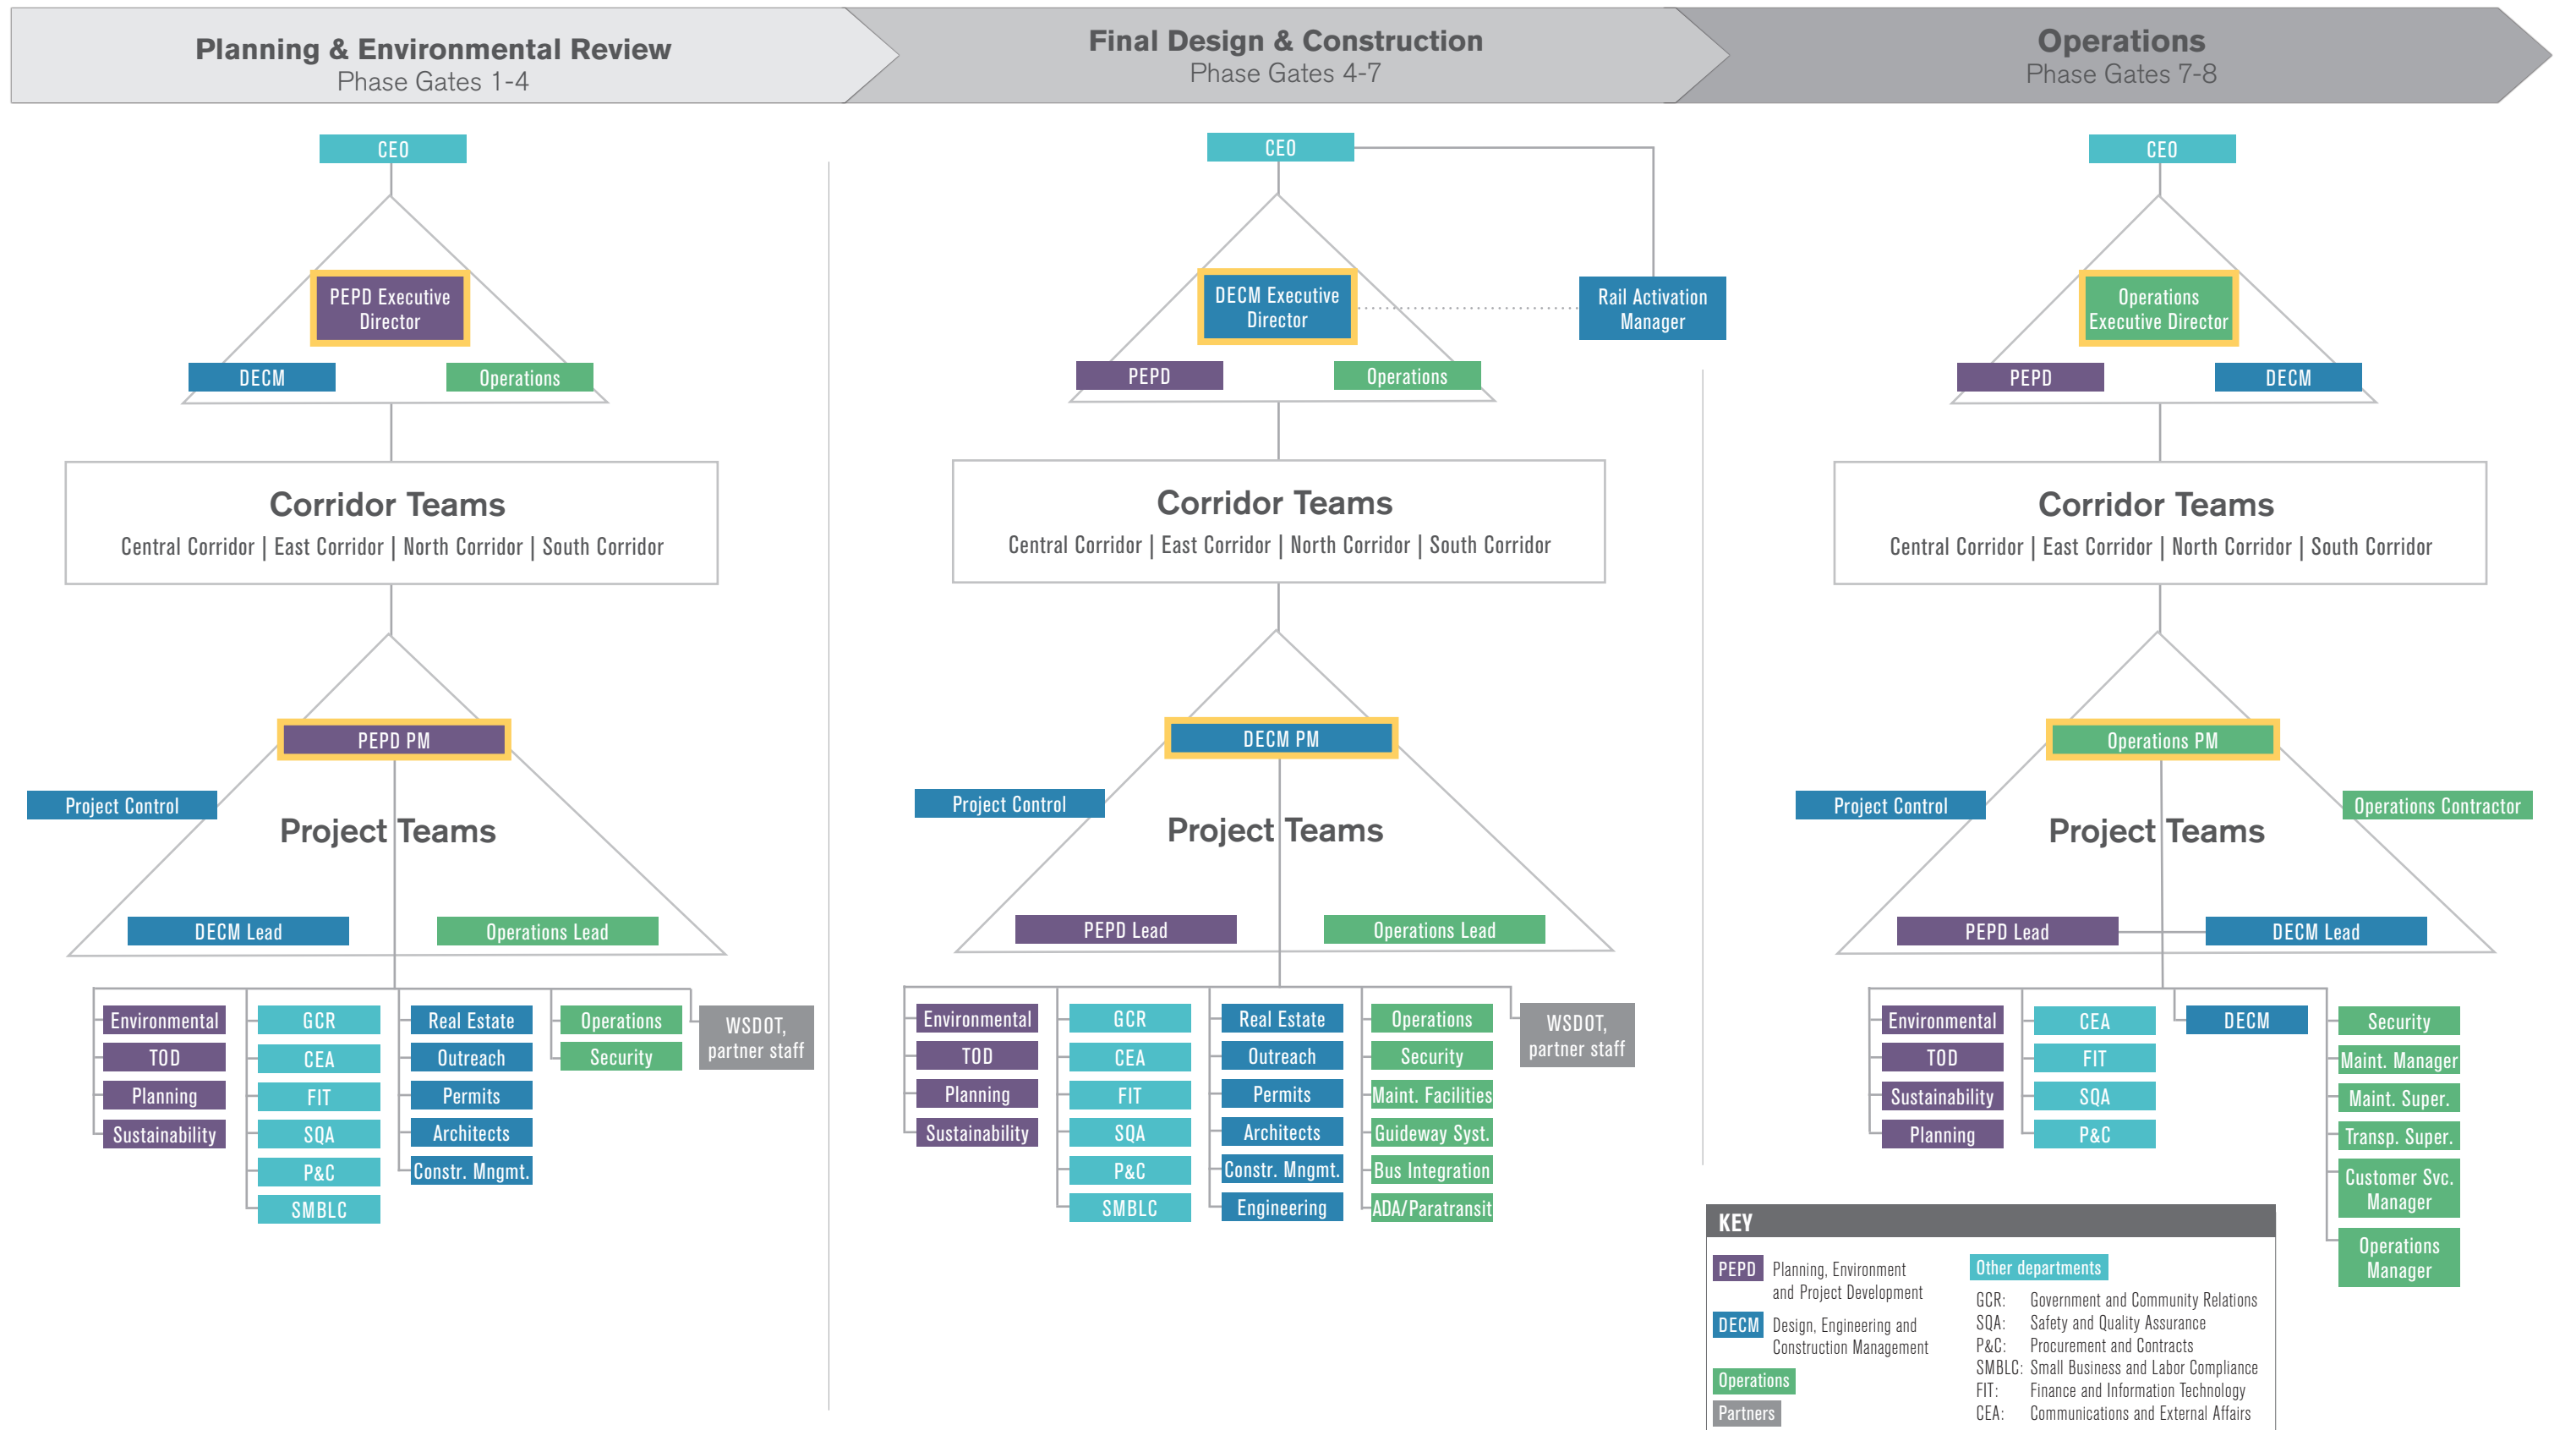 Planning & Environmental Review
Phase Gates 1-4
Final Design & Construction
Phase Gates 4-7
Operations
Phase Gates 7-8
CEO
PEPD Executive
Director
DECM
Operations
Corridor Teams
Central Corridor | East Corridor | North Corridor | South Corridor
PEPD PM
Project Control
Project Teams
DECM Lead
Operations Lead
Environmental
TOD
Planning
Sustainability
GCR
CEA
FIT
SQA
P&C
SMBLC
Real Estate
Outreach
Permits
Architects
Constr. Mngmt.
Operations
Security
WSDOT,
partner staff
CEO
DECM Executive
Director
Rail Activation
Manager
PEPD
Operations
Corridor Teams
Central Corridor | East Corridor | North Corridor | South Corridor
DECM PM
Project Control
Project Teams
PEPD Lead
Operations Lead
Environmental
TOD
Planning
Sustainability
GCR
CEA
FIT
SQA
P&C
SMBLC
Real Estate
Outreach
Permits
Architects
Constr. Mngmt.
Engineering
Operations
Security
Maint. Facilities
Guideway Syst.
Bus Integration
ADA/Paratransit
WSDOT,
partner staff
CEO
Operations
Executive Director
PEPD
DECM
Corridor Teams
Central Corridor | East Corridor | North Corridor | South Corridor
Operations PM
Project Control
Operations Contractor
Project Teams
PEPD Lead
DECM Lead
Environmental
TOD
Sustainability
Planning
CEA
FIT
SQA
P&C
DECM
Security
Maint. Manager
Maint. Super.
Transp. Super.
Customer Svc.
Manager
Operations
Manager
KEY
PEPD Planning, Environment
and Project Development
DECM Design, Engineering and
Construction Management
Operations
Partners
Other departments
GCR: Government and Community Relations
SQA: Safety and Quality Assurance
P&C: Procurement and Contracts
SMBLC: Small Business and Labor Compliance
FIT: Finance and Information Technology
CEA: Communications and External Affairs